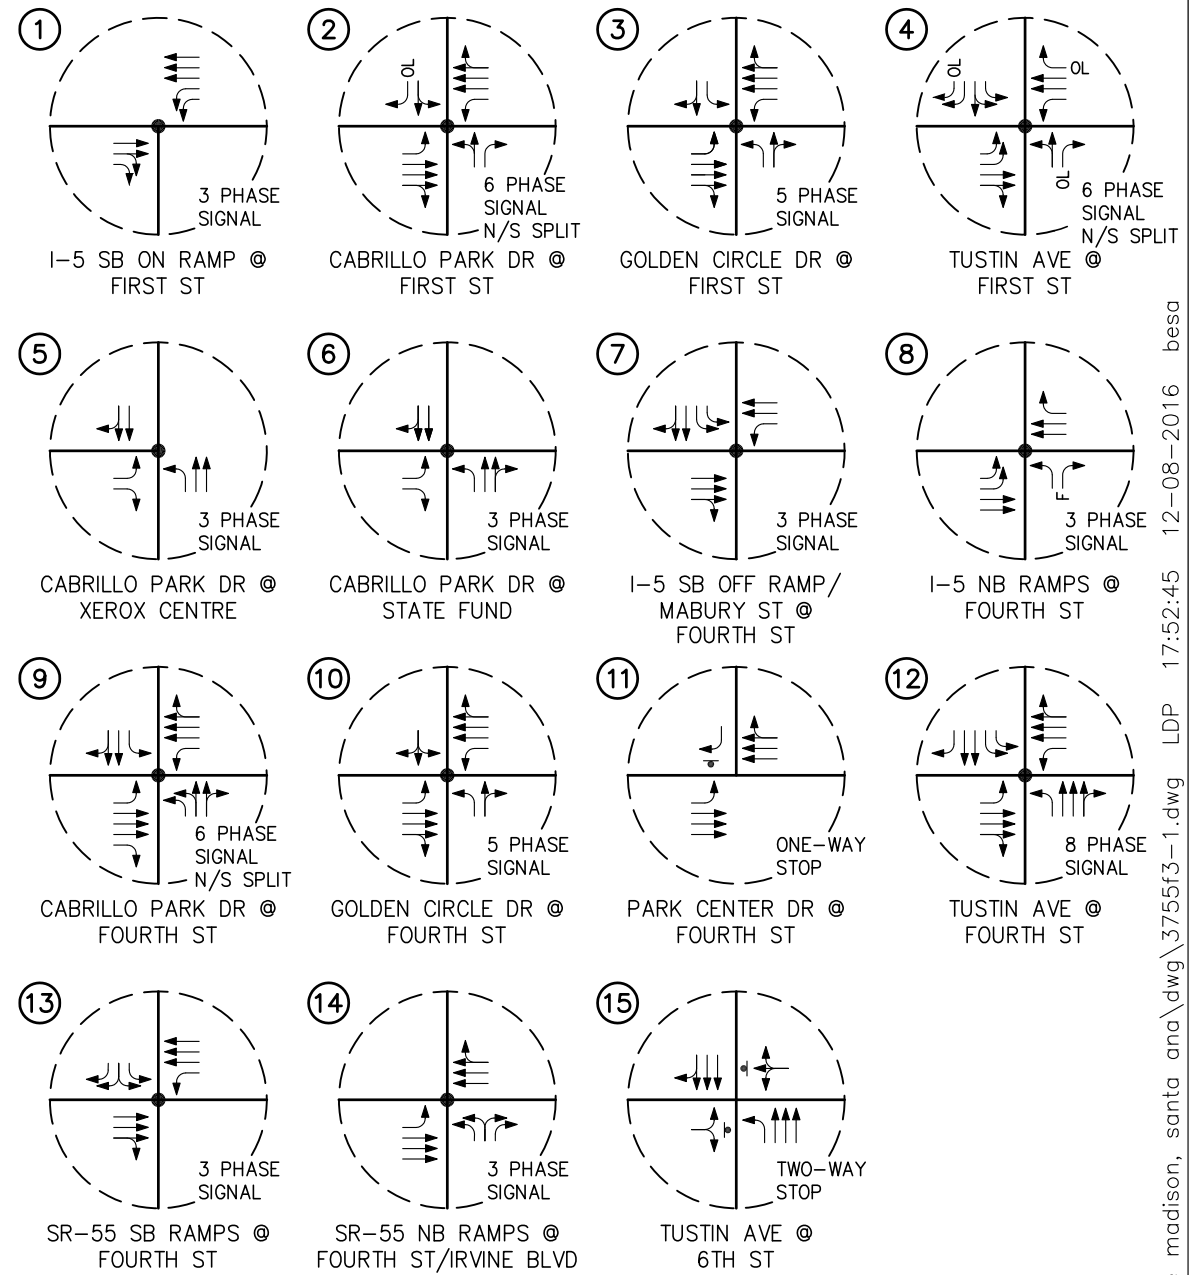 1
3 PHASE
SIGNAL
I-5 SB ON RAMP @
FIRST ST
2
OL
6 PHASE
SIGNAL
N/S SPLIT
CABRILLO PARK DR @
FIRST ST
3
5 PHASE
SIGNAL
GOLDEN CIRCLE DR @
FIRST ST
4
OL
OL
OL
6 PHASE
SIGNAL
N/S SPLIT
TUSTIN AVE @
FIRST ST
5
3 PHASE
SIGNAL
CABRILLO PARK DR @
XEROX CENTRE
6
3 PHASE
SIGNAL
CABRILLO PARK DR @
STATE FUND
7
3 PHASE
SIGNAL
I-5 SB OFF RAMP/
MABURY ST @
FOURTH ST
8
F
3 PHASE
SIGNAL
I-5 NB RAMPS @
FOURTH ST
9
6 PHASE
SIGNAL
N/S SPLIT
CABRILLO PARK DR @
FOURTH ST
10
5 PHASE
SIGNAL
GOLDEN CIRCLE DR @
FOURTH ST
11
ONE-WAY
STOP
PARK CENTER DR @
FOURTH ST
12
8 PHASE
SIGNAL
TUSTIN AVE @
FOURTH ST
13
3 PHASE
SIGNAL
SR-55 SB RAMPS @
FOURTH ST
14
3 PHASE
SIGNAL
SR-55 NB RAMPS @
FOURTH ST/IRVINE BLVD
15
TWO-WAY
STOP
TUSTIN AVE @
6TH ST
madison, santa ana\dwg\3755f3-1.dwg LDP 17:52:45 12-08-2016 besa